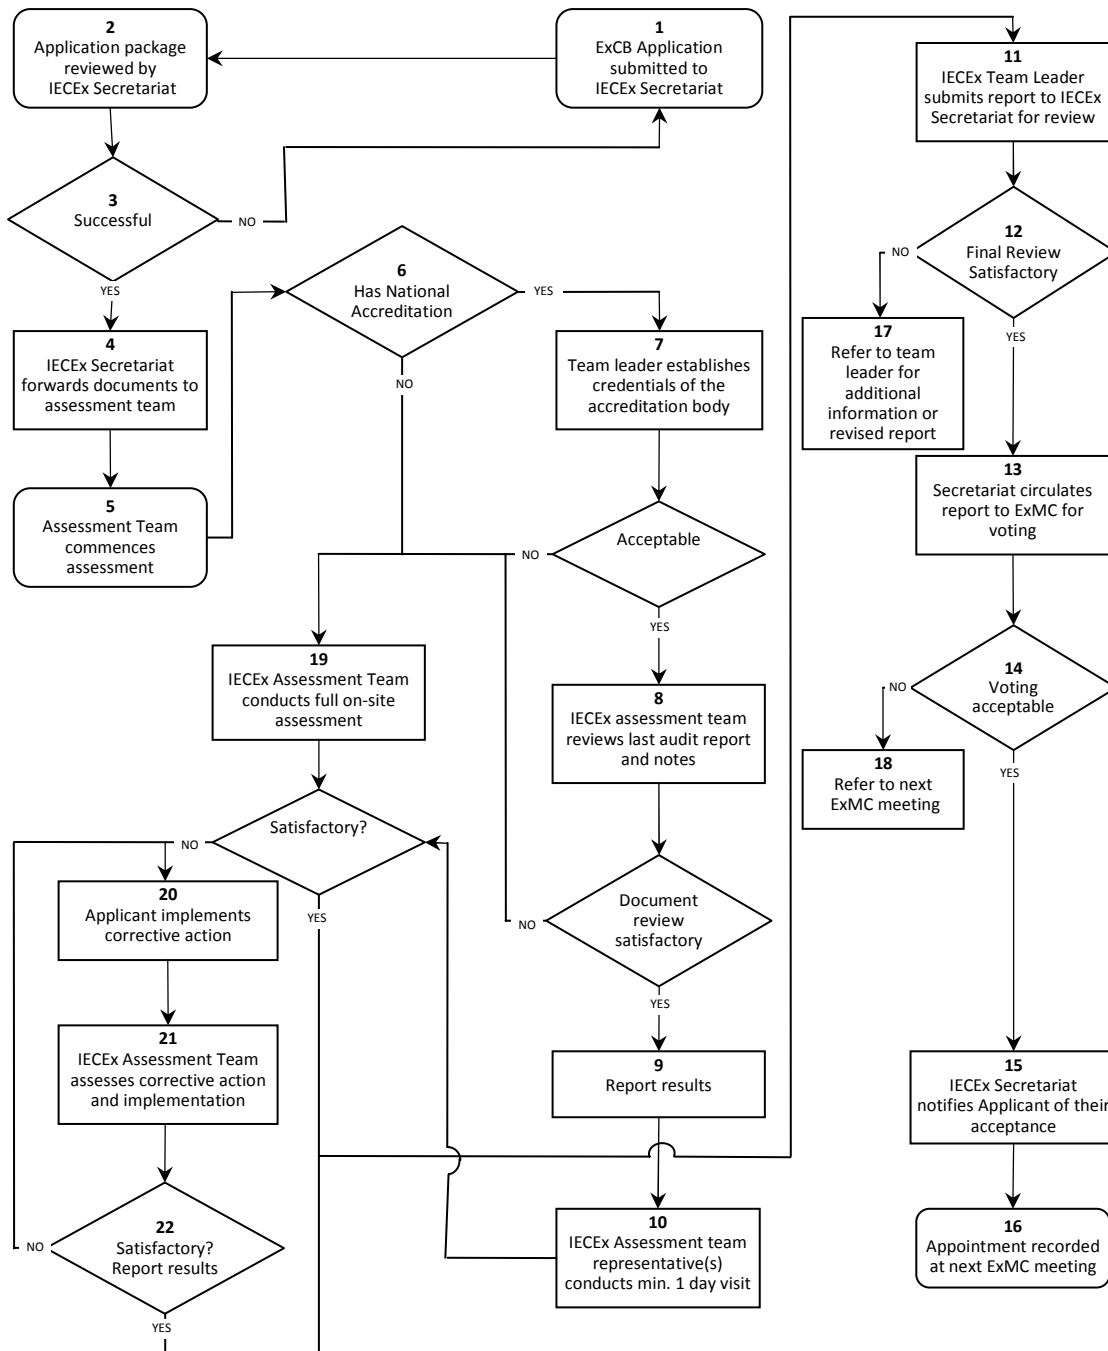 1
ExCB Application
submitted to
IECEx Secretariat
2
Application package
reviewed by
IECEx Secretariat
3
Successful
NO
YES
4
IECEx Secretariat
forwards documents to
assessment team
5
Assessment Team
commences
assessment
6
Has National
Accreditation
YES
NO
7
Team leader establishes
credentials of the
accreditation body
Acceptable
NO
YES
8
IECEx assessment team
reviews last audit report
and notes
Document
review
satisfactory
NO
YES
9
Report results
10
IECEx Assessment team
representative(s)
conducts min. 1 day visit
11
IECEx Team Leader
submits report to IECEx
Secretariat for review
12
Final Review
Satisfactory
NO
YES
17
Refer to team
leader for
additional
information or
revised report
13
Secretariat circulates
report to ExMC for
voting
14
Voting
acceptable
NO
YES
18
Refer to next
ExMC meeting
15
IECEx Secretariat
notifies Applicant of their
acceptance
16
Appointment recorded
at next ExMC meeting
19
IECEx Assessment Team
conducts full on-site
assessment
Satisfactory?
NO
YES
20
Applicant implements
corrective action
21
IECEx Assessment Team
assesses corrective action
and implementation
22
Satisfactory?
Report results
NO
YES